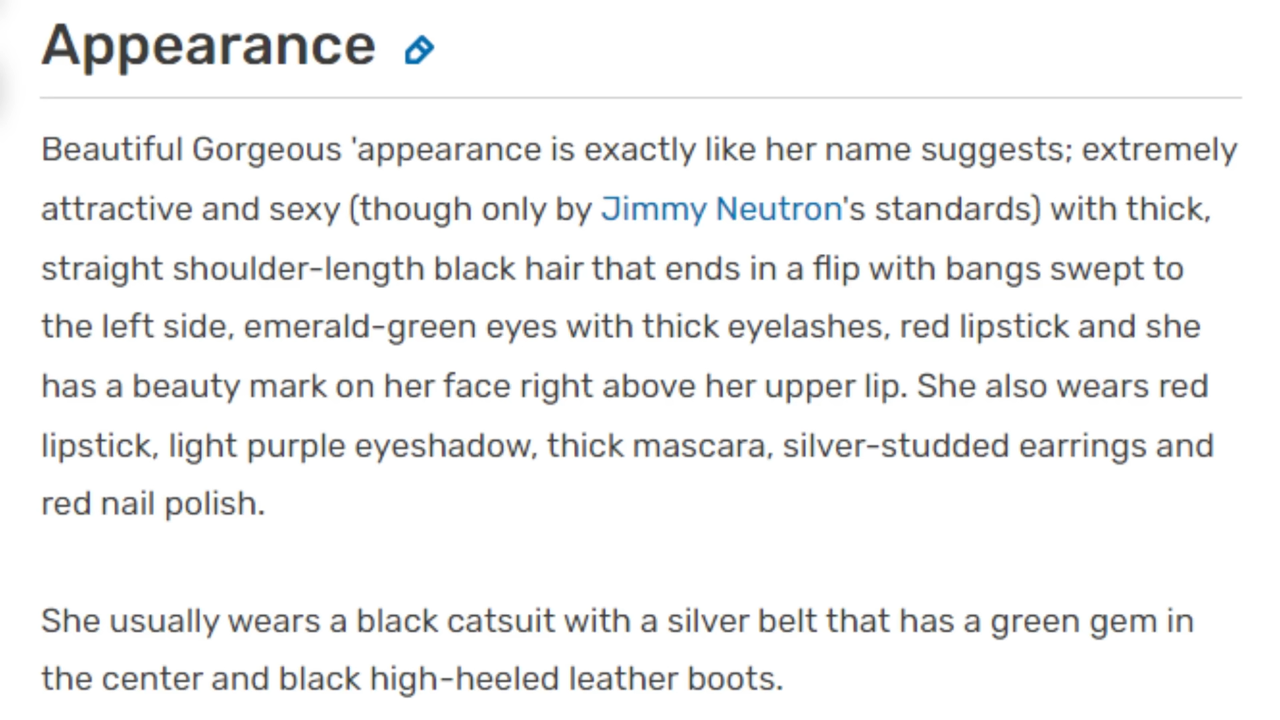 Appearance
Beautiful Gorgeous 'appearance is exactly like her name suggests; extremely
attractive and sexy (though only by Jimmy Neutron's standards) with thick,
straight shoulder-length black hair that ends in a flip with bangs swept to
the left side, emerald-green eyes with thick eyelashes, red lipstick and she
has a beauty mark on her face right above her upper lip. She also wears red
lipstick, light purple eyeshadow, thick mascara, silver-studded earrings and
red nail polish.
She usually wears a black catsuit with a silver belt that has a green gem in
the center and black high-heeled leather boots.